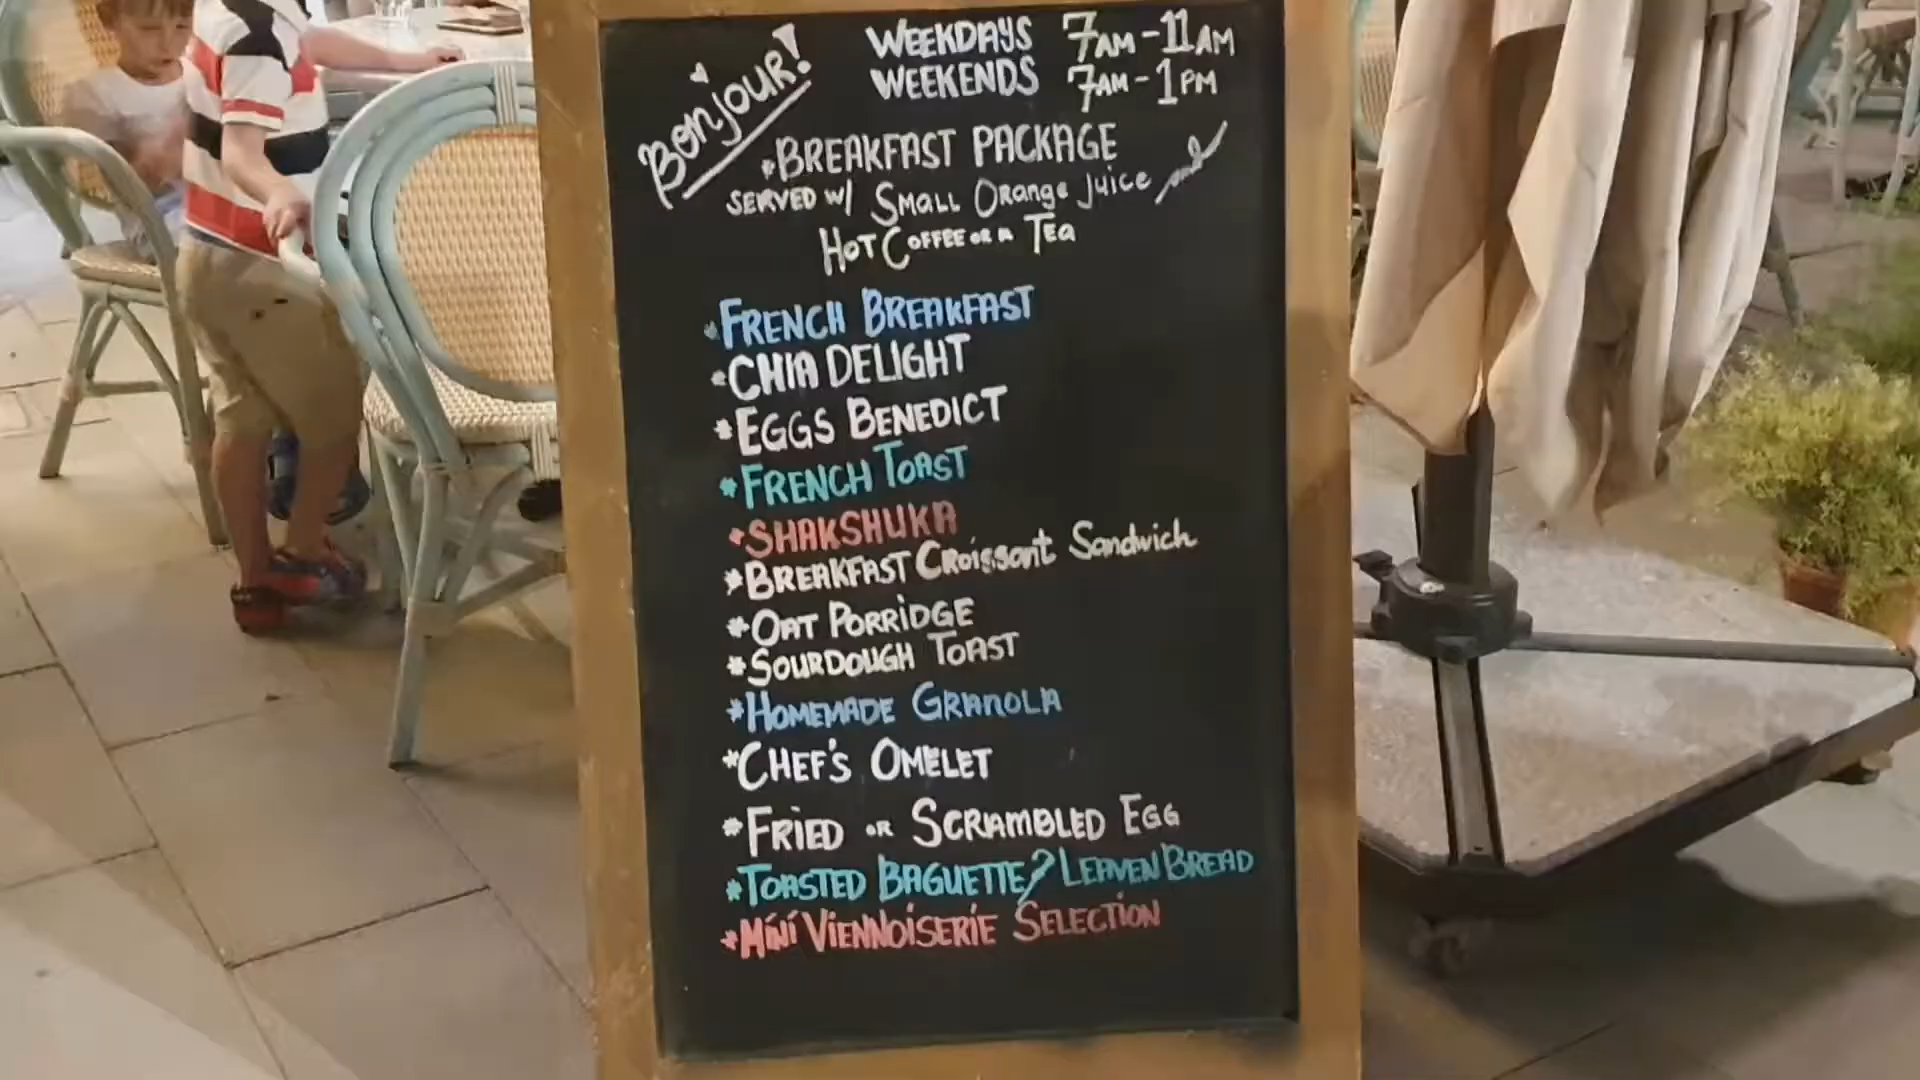 Bonjour!
WEEKDAYS 7AM - 11AM
WEEKENDS 7AM - 1PM
*BREAKFAST PACKAGE
SERVED W/ SMALL ORANGE JUICE and
HOT COFFEE OR A TEA
*FRENCH BREAKFAST
*CHIA DELIGHT
*EGGS BENEDICT
*FRENCH TOAST
*SHAKSHUKA
*BREAKFAST CROISSANT SANDWICH
*OAT PORRIDGE
*SOURDOUGH TOAST
*HOMEMADE GRANOLA
*CHEF'S OMELET
*FRIED OR SCRAMBLED EGG
*TOASTED BAGUETTE/LEAVEN BREAD
*MINI VIENNOISERIE SELECTION